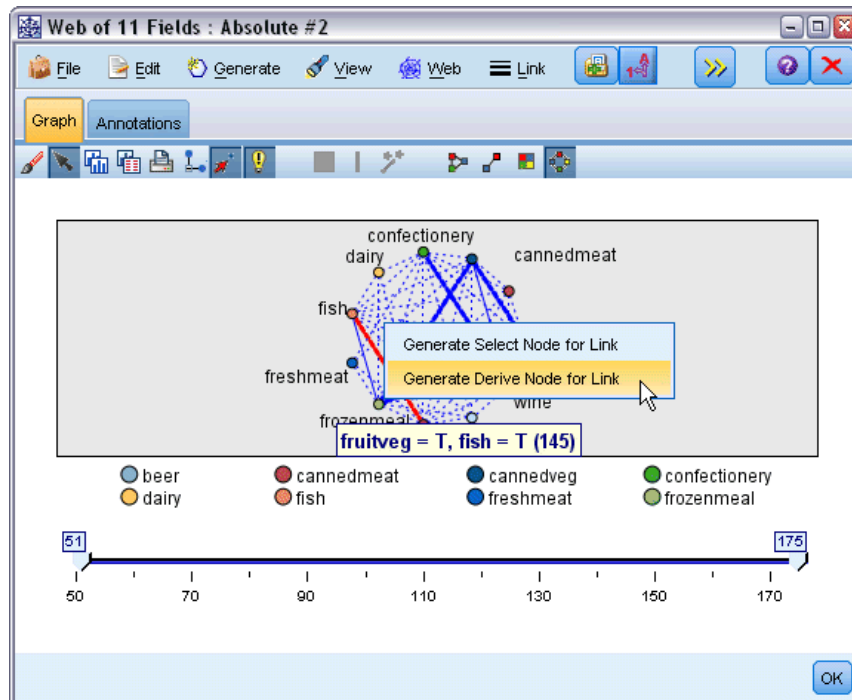 Web of 11 Fields : Absolute #2
File Edit Generate View Web Link
Graph Annotations
confectionery
dairy cannedmeat
fish
Generate Select Node for Link
freshmeat Generate Derive Node for Link
wine
frozenmeal
fruitveg = T, fish = T (145)
beer cannedmeat cannedveg confectionery
dairy fish freshmeat frozenmeal
51 175
50 70 90 110 130 150 170
OK